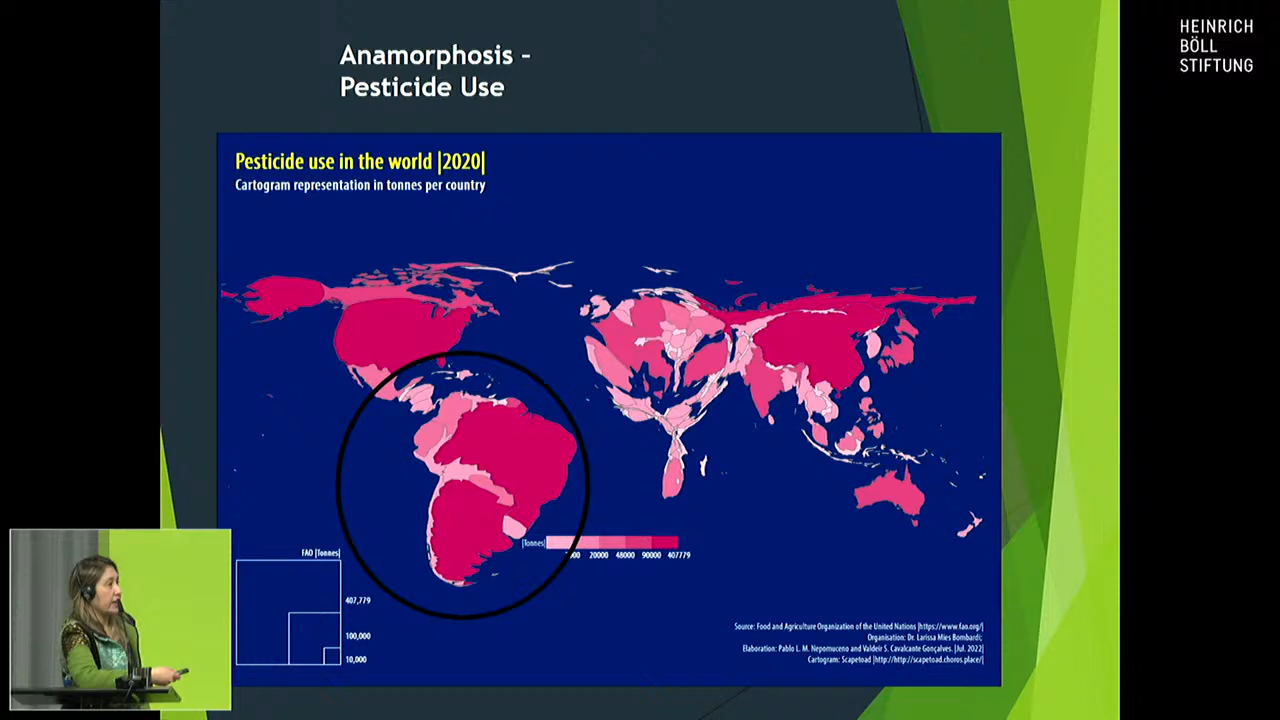 HEINRICH
BÖLL
STIFTUNG
Anamorphosis –
Pesticide Use
Pesticide use in the world |2020|
Cartogram representation in tonnes per country
|Tonnes|
20000 48000 90000 407779
FAO |Tonnes|
407,779
100,000
10,000
Source: Food and Agriculture Organization of the United Nations |https://www.fao.org/|
Organisation: Dr. Larissa Mies Bombardi;
Elaboration: Pablo L. M. Nepomuceno and Valdeir S. Cavalcante Gonçalves. |Jul. 2022|
Cartogram: Scapetoad |http://http://scapetoad.choros.place/|